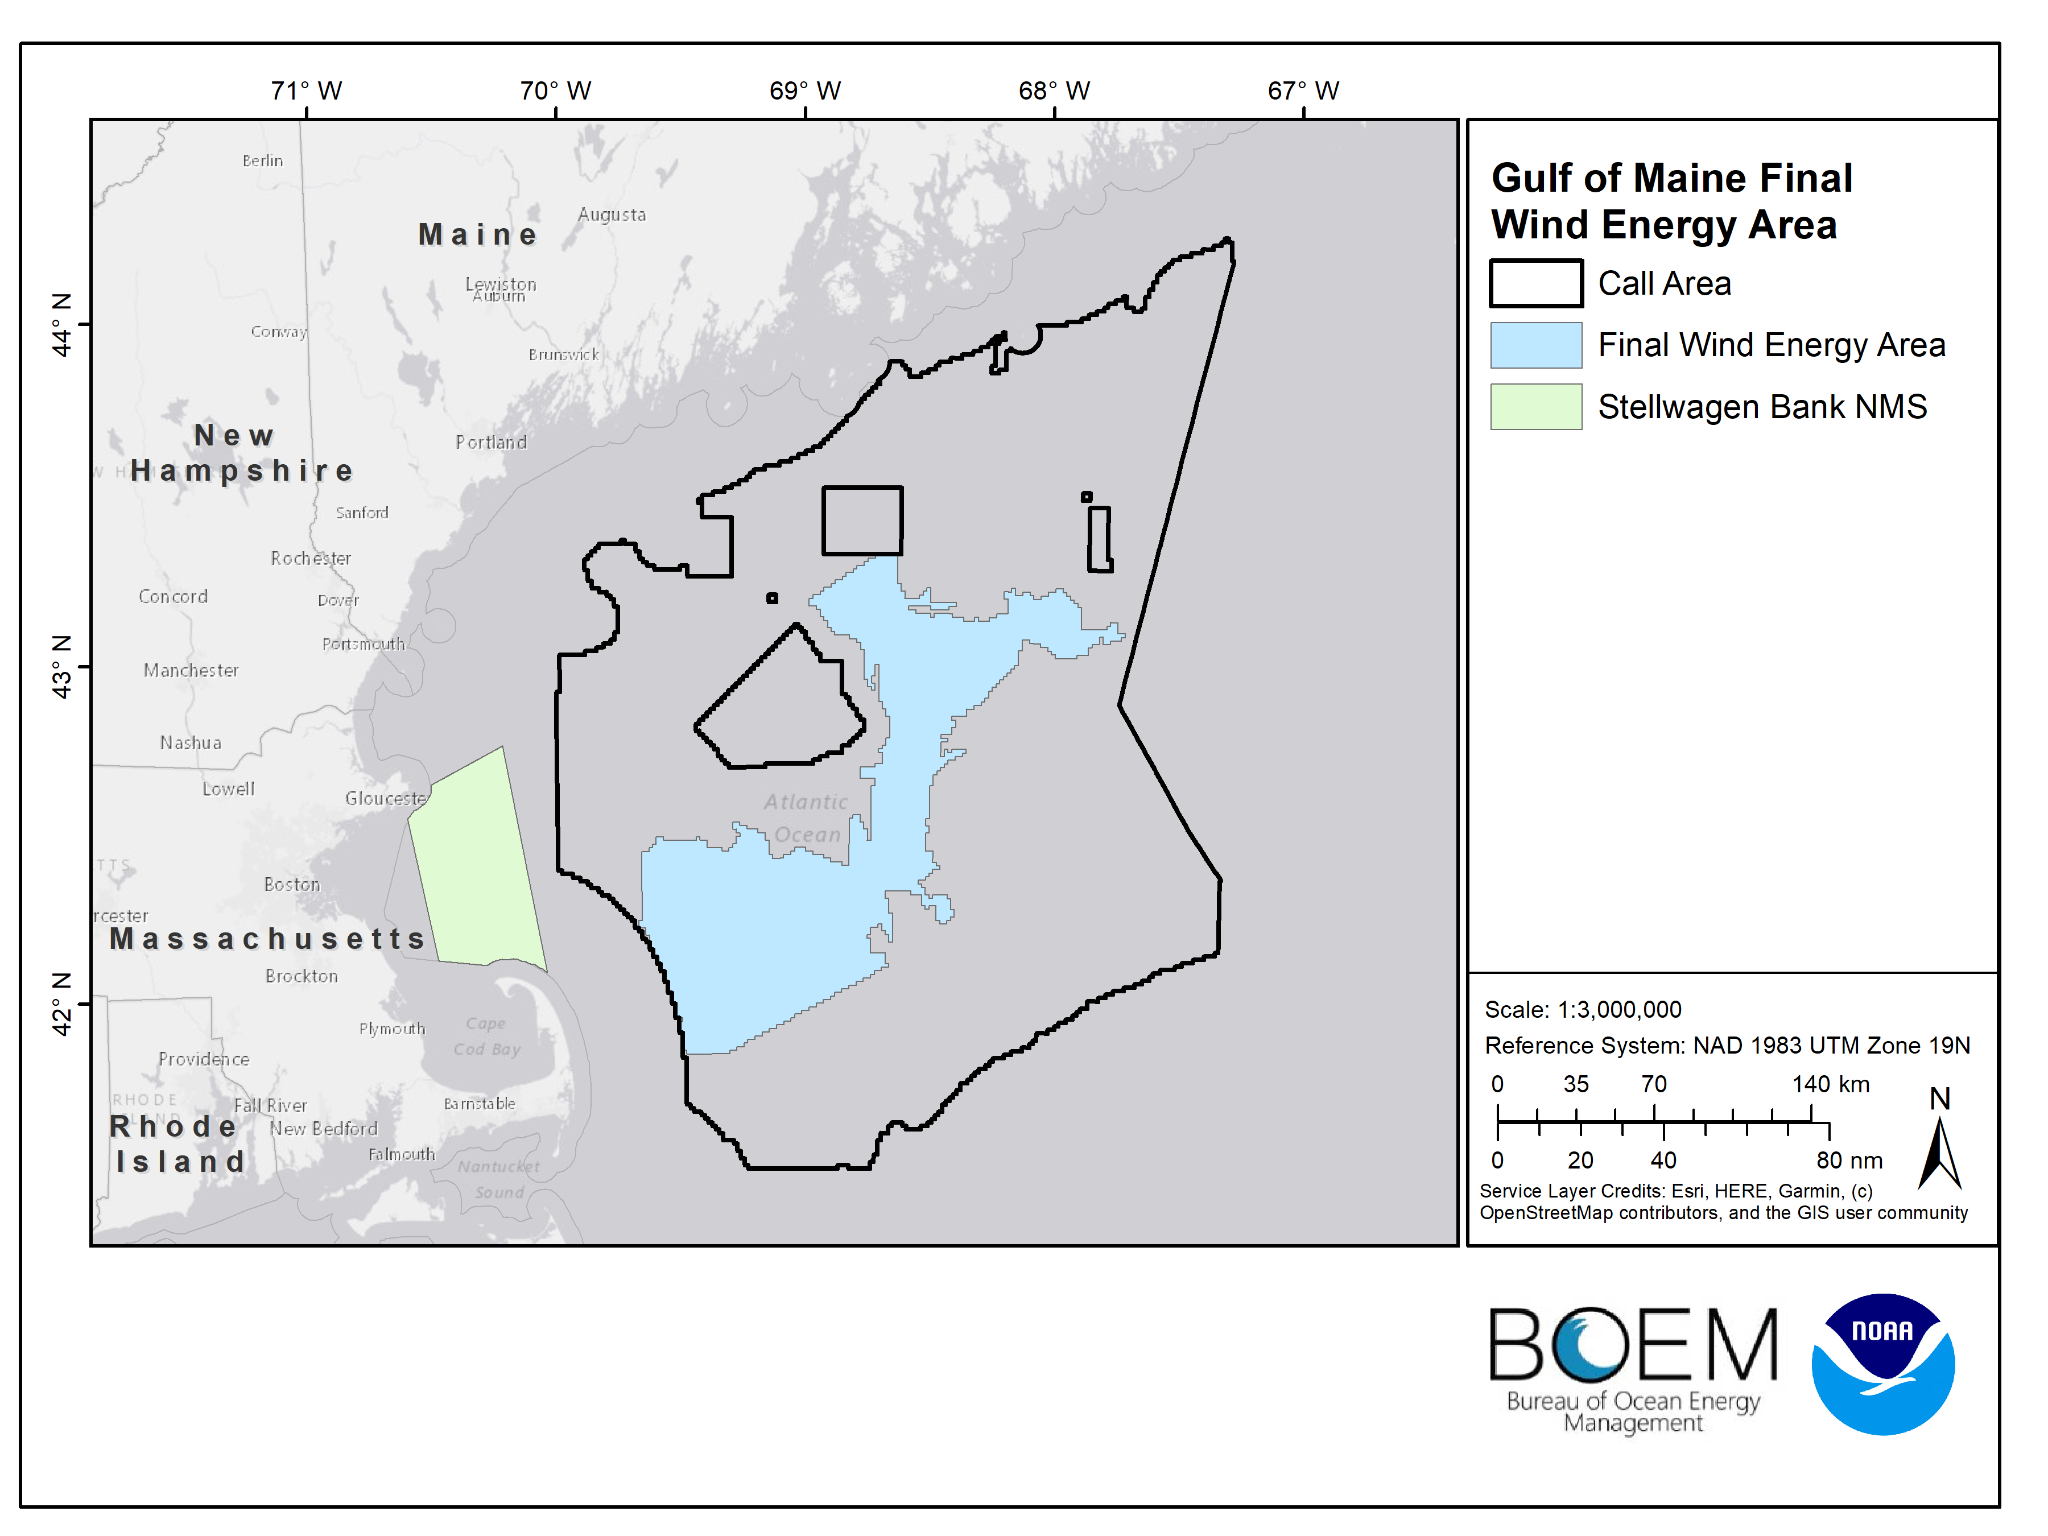 71° W 70° W 69° W 68° W 67° W
44° N
43° N
42° N
Berlin
Maine
Augusta
Lewiston
Auburn
Conway
Brunswick
New
Hampshire
Portland
Sanford
Rochester
Concord
Dover
Portsmouth
Manchester
Nashua
Lowell
Glouceste
Atlantic
Ocean
TTS
Boston
rcester
Massachusetts
Brockton
Plymouth
Cape
Cod Bay
Providence
RHODE
Fall River
Barnstable
Rhode
Island
New Bedford
Falmouth
Nantucket
Sound
Gulf of Maine Final
Wind Energy Area
Call Area
Final Wind Energy Area
Stellwagen Bank NMS
Scale: 1:3,000,000
Reference System: NAD 1983 UTM Zone 19N
0 35 70 140 km
N
0 20 40 80 nm
Service Layer Credits: Esri, HERE, Garmin, (c)
OpenStreetMap contributors, and the GIS user community
BOEM
Bureau of Ocean Energy
Management
NOAA